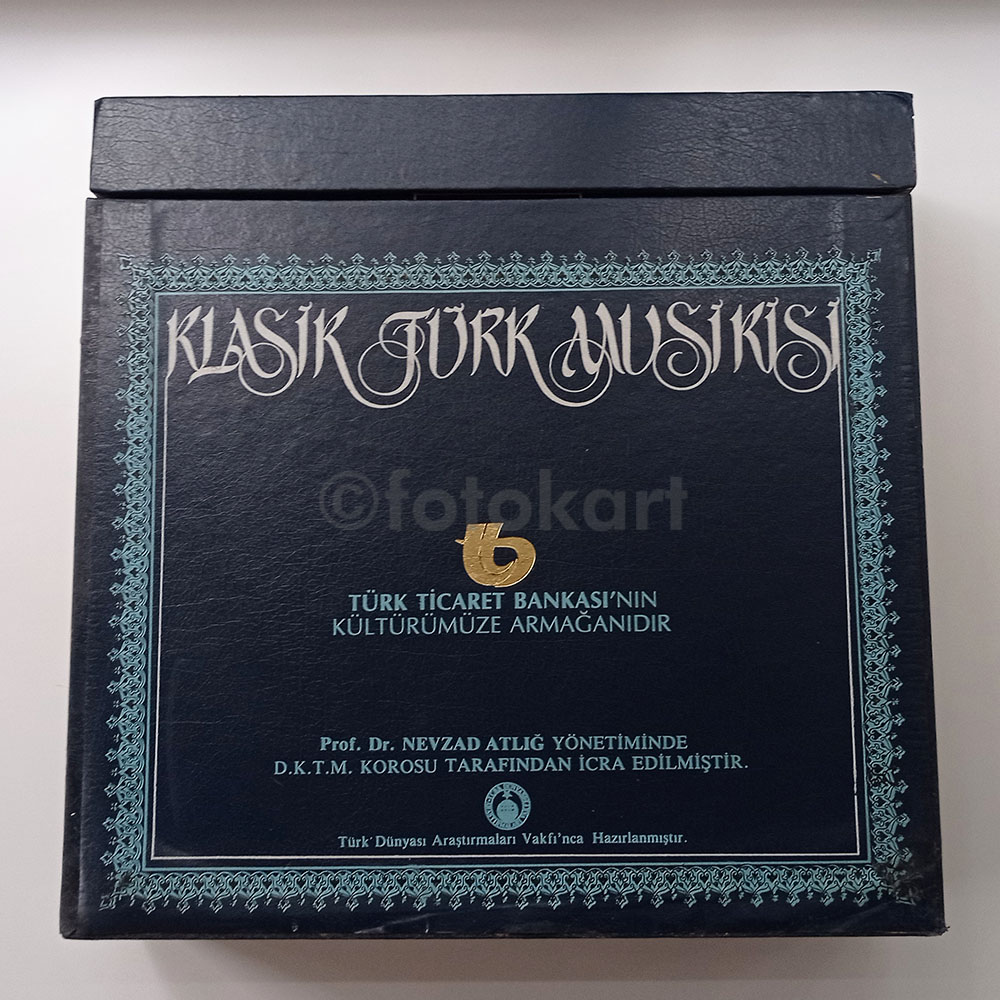 KLASİK TÜRK MUSİKİSİ
©fotokart
TÜRK TİCARET BANKASI'NIN
KÜLTÜRÜMÜZE ARMAĞANIDIR
Prof. Dr. NEVZAD ATLIĞ YÖNETİMİNDE
D.K.T.M. KOROSU TARAFINDAN İCRA EDİLMİŞTİR.
Türk Dünyası Araştırmaları Vakfı'nca Hazırlanmıştır.